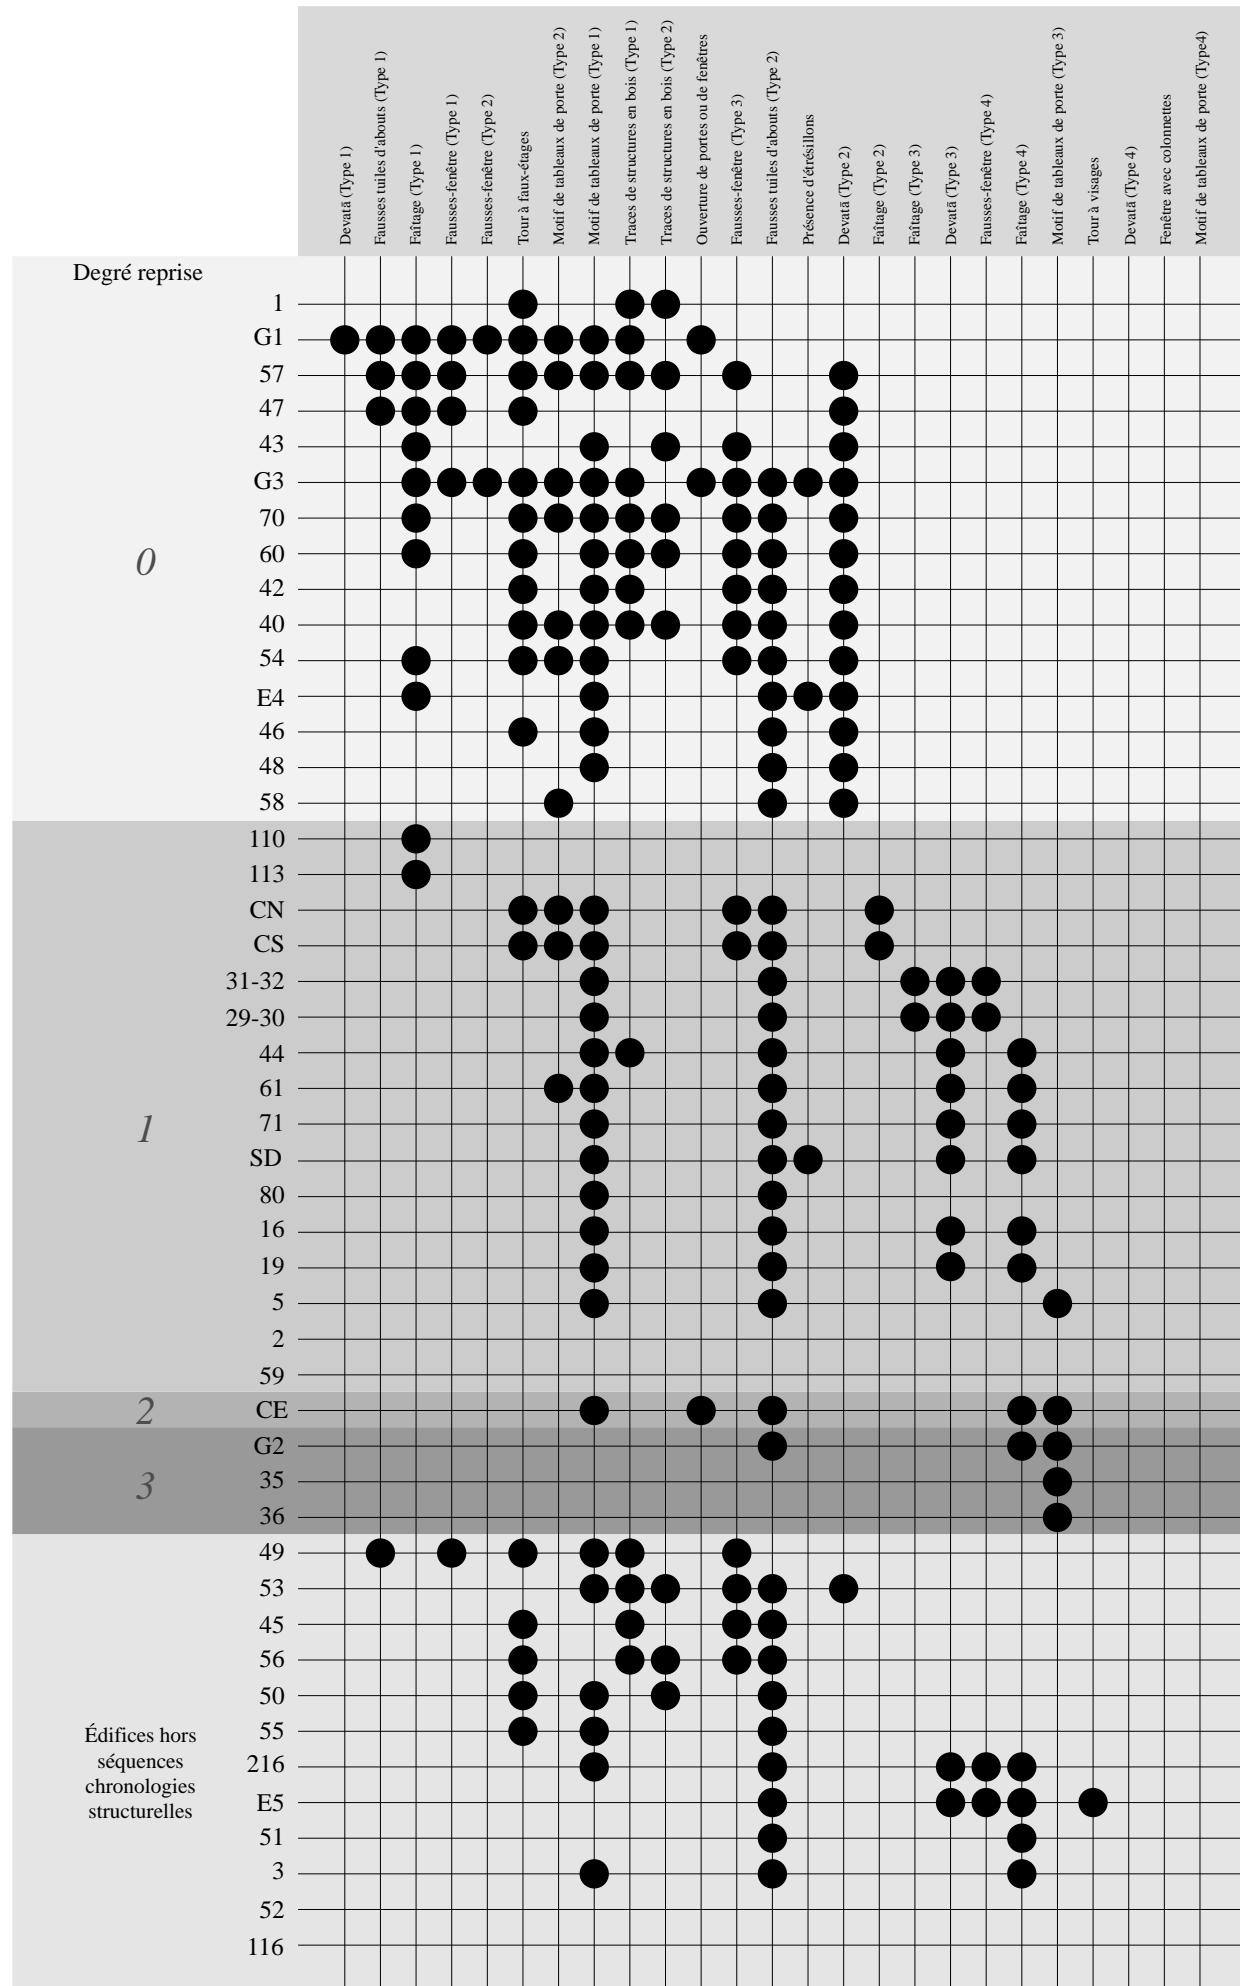 Devatā (Type 1)
Fausses tuiles d'abouts (Type 1)
Faîtage (Type 1)
Fausses-fenêtre (Type 1)
Fausses-fenêtre (Type 2)
Tour à faux-étages
Motif de tableaux de porte (Type 2)
Motif de tableaux de porte (Type 1)
Traces de structures en bois (Type 1)
Traces de structures en bois (Type 2)
Ouverture de portes ou de fenêtres
Fausses-fenêtre (Type 3)
Fausses tuiles d'abouts (Type 2)
Présence d'étrésillons
Devatā (Type 2)
Faîtage (Type 2)
Faîtage (Type 3)
Devatā (Type 3)
Fausses-fenêtre (Type 4)
Faîtage (Type 4)
Motif de tableaux de porte (Type 3)
Tour à visages
Devatā (Type 4)
Fenêtre avec colonnettes
Motif de tableaux de porte (Type4)
Degré reprise
1
G1
57
47
43
G3
70
0
60
42
40
54
E4
46
48
58
110
113
CN
CS
31-32
29-30
44
61
71
1
SD
80
16
19
5
2
59
2
CE
G2
3
35
36
49
53
45
56
50
55
Édifices hors
séquences
chronologies
structurelles
216
E5
51
3
52
116